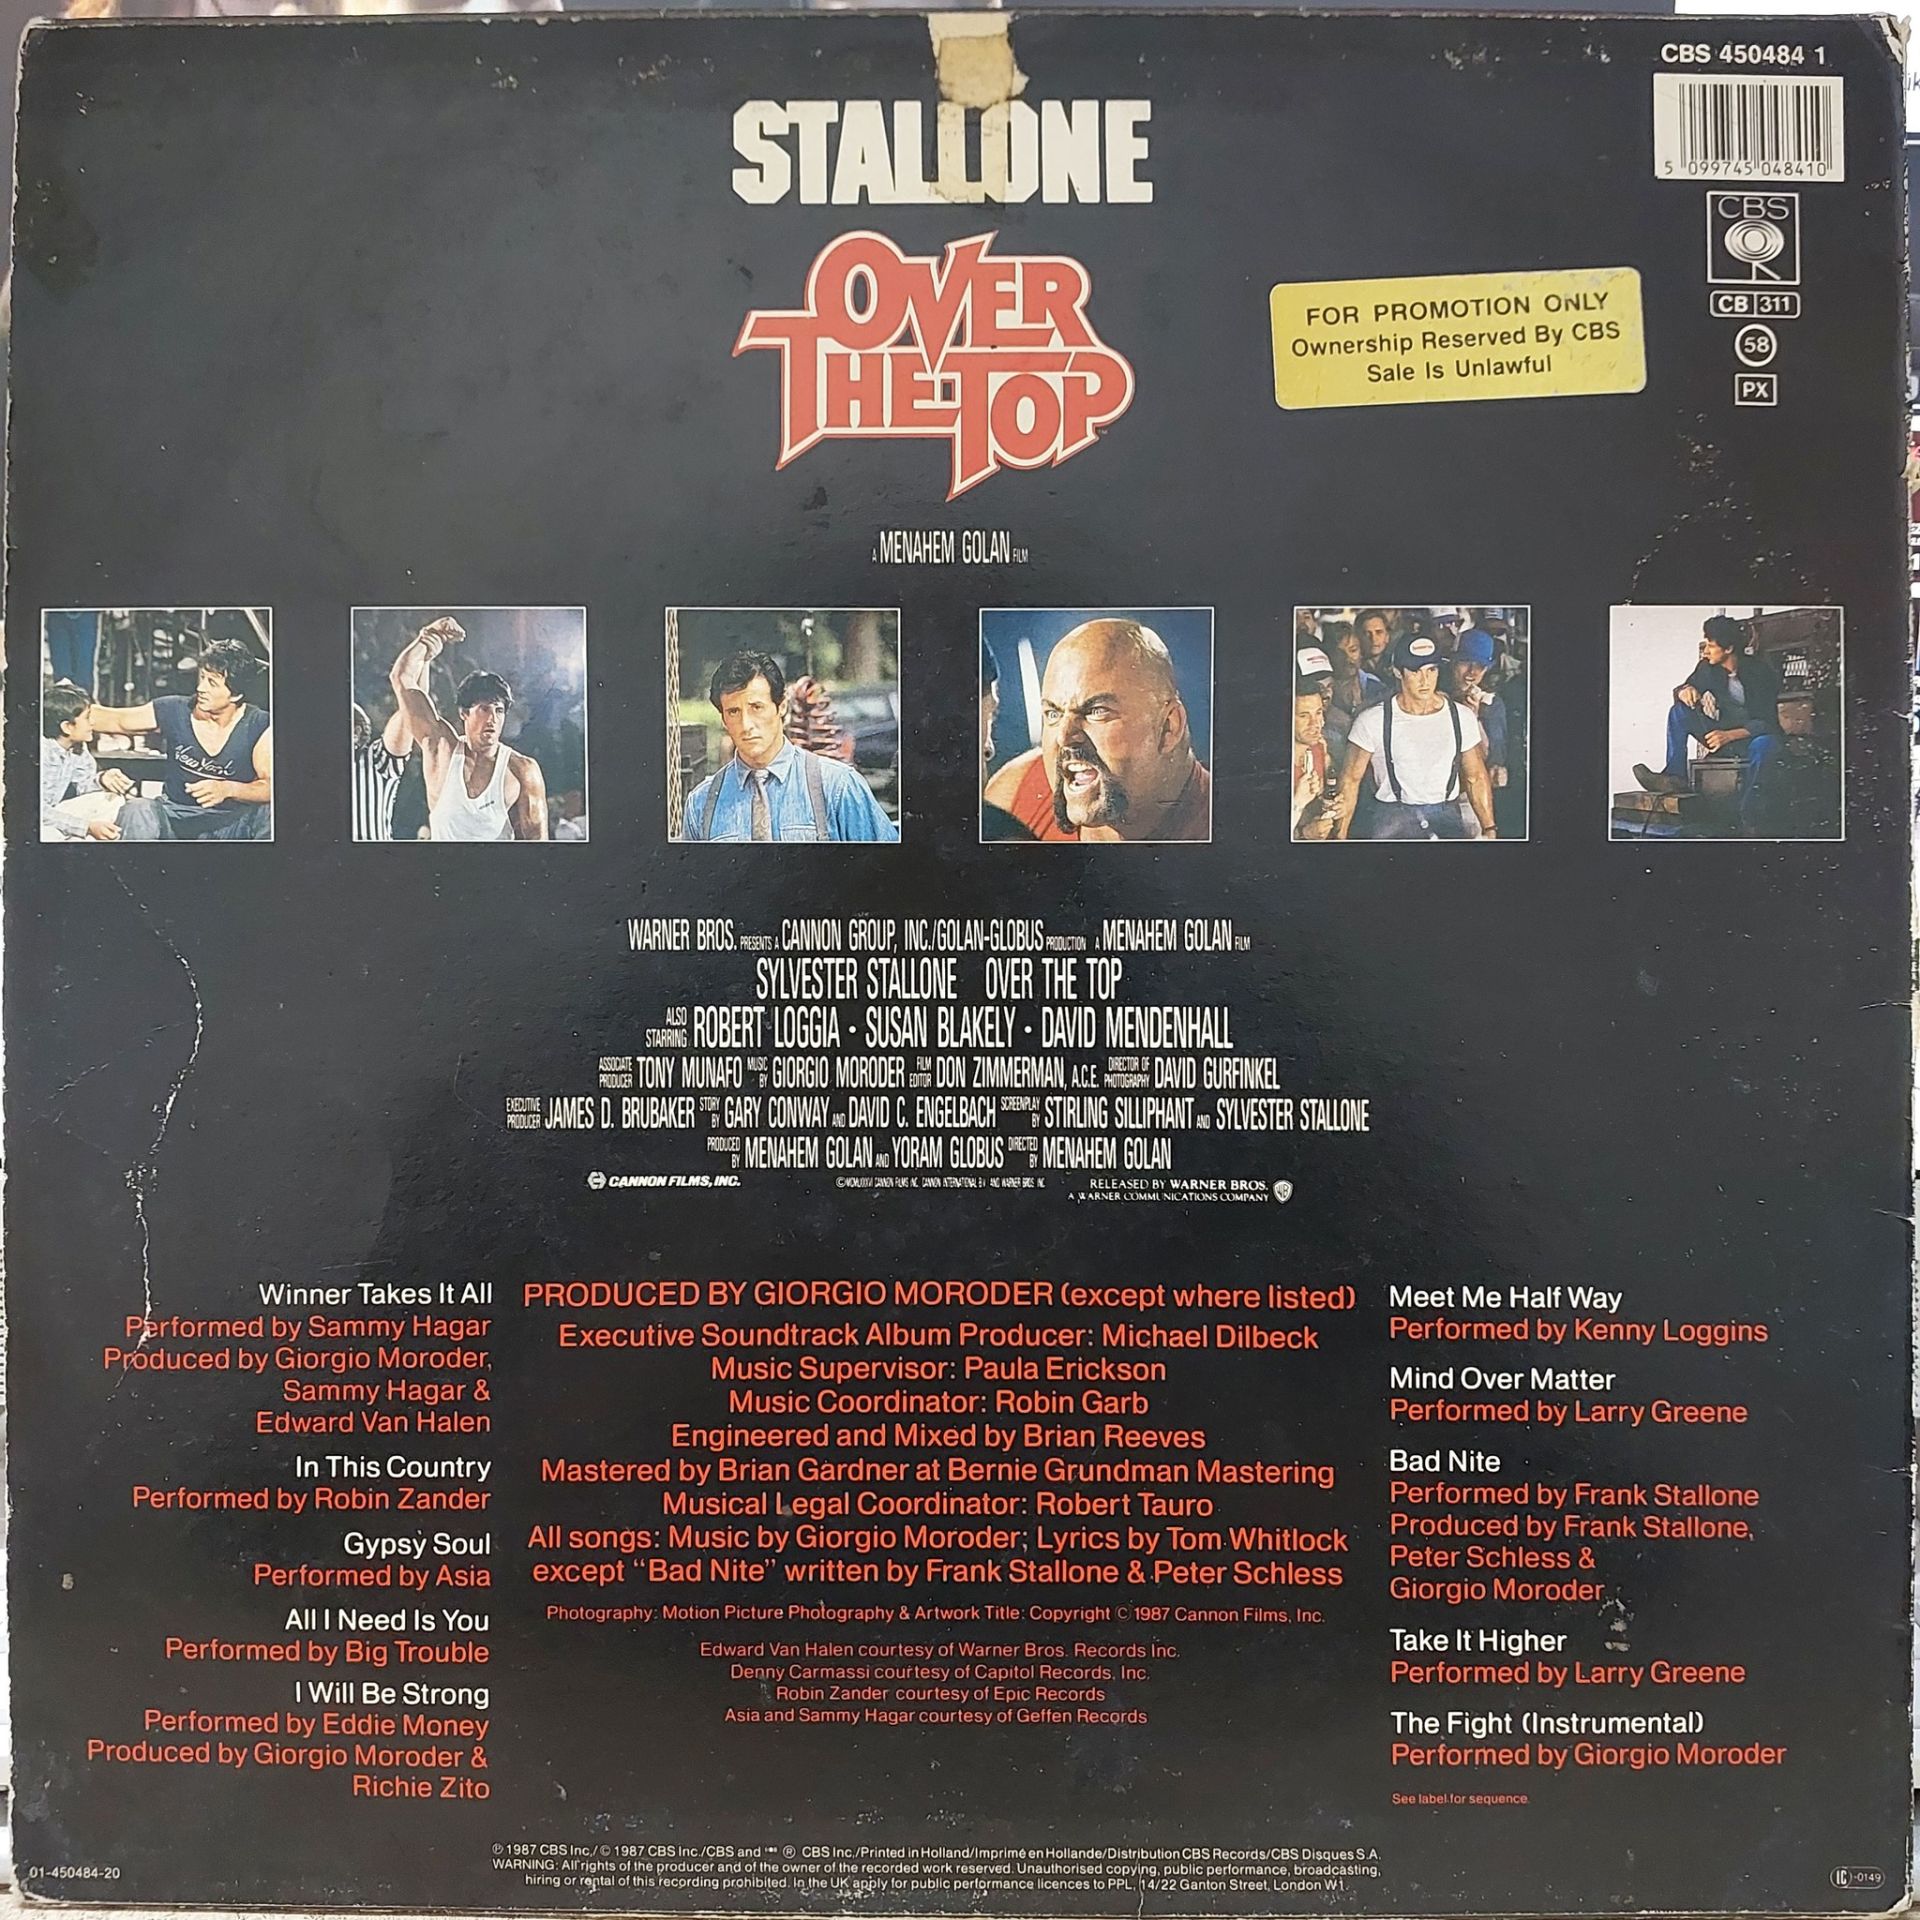 CBS 450484 1
5 099745 048410
CBS
CB 311
58
PX
STALLONE
OVER
THE TOP
FOR PROMOTION ONLY
Ownership Reserved By CBS
Sale Is Unlawful
A MENAHEM GOLAN FILM
New York
WARNER BROS. PRESENTS A CANNON GROUP, INC./GOLAN-GLOBUS PRODUCTION A MENAHEM GOLAN FILM
SYLVESTER STALLONE OVER THE TOP
ALSO STARRING ROBERT LOGGIA • SUSAN BLAKELY • DAVID MENDENHALL
ASSOCIATE PRODUCER TONY MUNAFO MUSIC BY GIORGIO MORODER FILM EDITOR DON ZIMMERMAN, A.C.E. DIRECTOR OF PHOTOGRAPHY DAVID GURFINKEL
EXECUTIVE PRODUCER JAMES D. BRUBAKER STORY BY GARY CONWAY AND DAVID C. ENGELBACH SCREENPLAY BY STIRLING SILLIPHANT AND SYLVESTER STALLONE
PRODUCED BY MENAHEM GOLAN AND YORAM GLOBUS DIRECTED BY MENAHEM GOLAN
CANNON FILMS, INC.
©MCMLXXXVI CANNON FILMS INC. CANNON INTERNATIONAL B.V. AND WARNER BROS. INC.
RELEASED BY WARNER BROS.
A WARNER COMMUNICATIONS COMPANY
Winner Takes It All
Performed by Sammy Hagar
Produced by Giorgio Moroder,
Sammy Hagar &
Edward Van Halen
In This Country
Performed by Robin Zander
Gypsy Soul
Performed by Asia
All I Need Is You
Performed by Big Trouble
I Will Be Strong
Performed by Eddie Money
Produced by Giorgio Moroder &
Richie Zito
PRODUCED BY GIORGIO MORODER (except where listed)
Executive Soundtrack Album Producer: Michael Dilbeck
Music Supervisor: Paula Erickson
Music Coordinator: Robin Garb
Engineered and Mixed by Brian Reeves
Mastered by Brian Gardner at Bernie Grundman Mastering
Musical Legal Coordinator: Robert Tauro
All songs: Music by Giorgio Moroder; Lyrics by Tom Whitlock
except "Bad Nite" written by Frank Stallone & Peter Schless
Photography: Motion Picture Photography & Artwork Title: Copyright © 1987 Cannon Films, Inc.
Edward Van Halen courtesy of Warner Bros. Records Inc.
Denny Carmassi courtesy of Capitol Records, Inc.
Robin Zander courtesy of Epic Records
Asia and Sammy Hagar courtesy of Geffen Records
Meet Me Half Way
Performed by Kenny Loggins
Mind Over Matter
Performed by Larry Greene
Bad Nite
Performed by Frank Stallone
Produced by Frank Stallone,
Peter Schless &
Giorgio Moroder
Take It Higher
Performed by Larry Greene
The Fight (Instrumental)
Performed by Giorgio Moroder
See label for sequence.
℗ 1987 CBS Inc./© 1987 CBS Inc./CBS and ® CBS Inc./Printed in Holland/Imprimé en Hollande/Distribution CBS Records/CBS Disques S.A.
WARNING: All rights of the producer and of the owner of the recorded work reserved. Unauthorised copying, public performance, broadcasting,
hiring or rental of this recording prohibited. In the UK apply for public performance licences to PPL, 14/22 Ganton Street, London W1.
01-450484-20
IC -0149